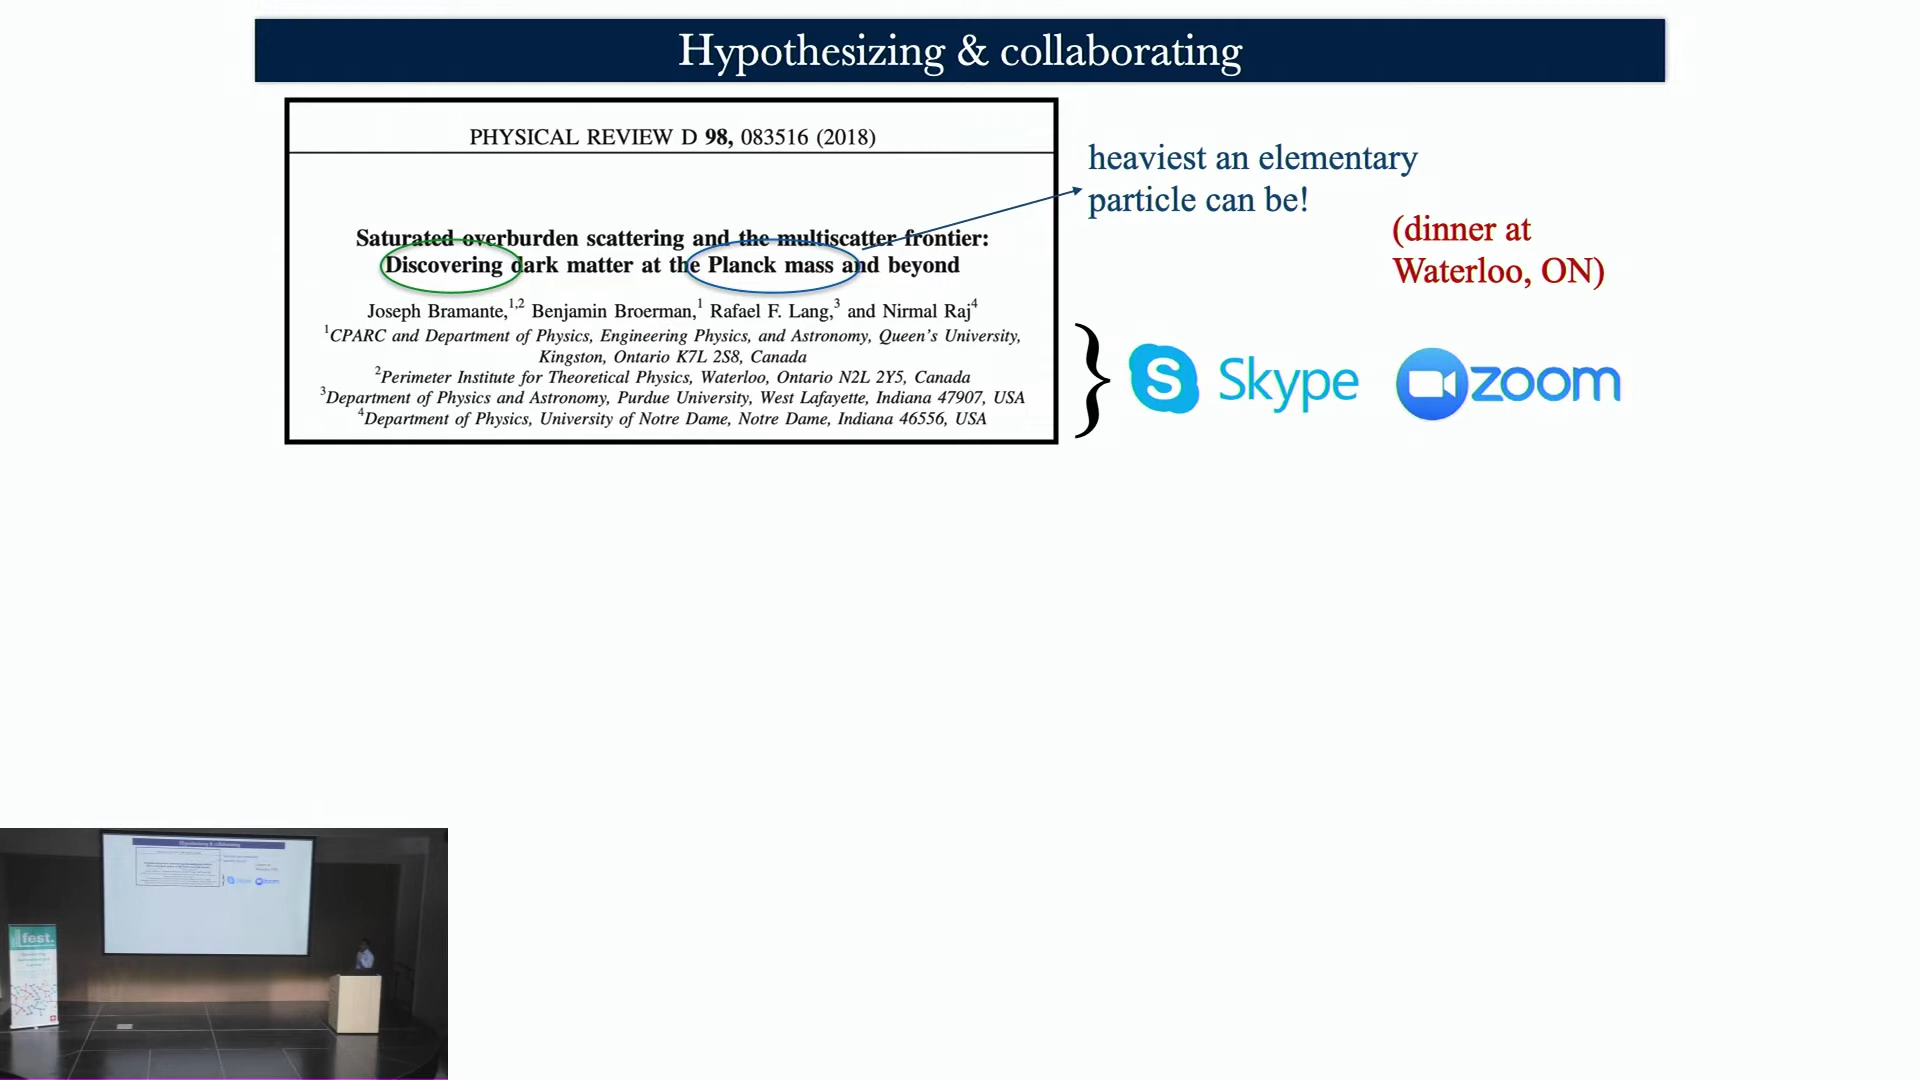 Hypothesizing & collaborating
PHYSICAL REVIEW D 98, 083516 (2018)
Saturated overburden scattering and the multiscatter frontier:
Discovering dark matter at the Planck mass and beyond
Joseph Bramante,1,2 Benjamin Broerman,1 Rafael F. Lang,3 and Nirmal Raj4
1CPARC and Department of Physics, Engineering Physics, and Astronomy, Queen's University,
Kingston, Ontario K7L 2S8, Canada
2Perimeter Institute for Theoretical Physics, Waterloo, Ontario N2L 2Y5, Canada
3Department of Physics and Astronomy, Purdue University, West Lafayette, Indiana 47907, USA
4Department of Physics, University of Notre Dame, Notre Dame, Indiana 46556, USA
heaviest an elementary
particle can be!
(dinner at
Waterloo, ON)
} S Skype zoom
Hypothesizing & collaborating
fest.